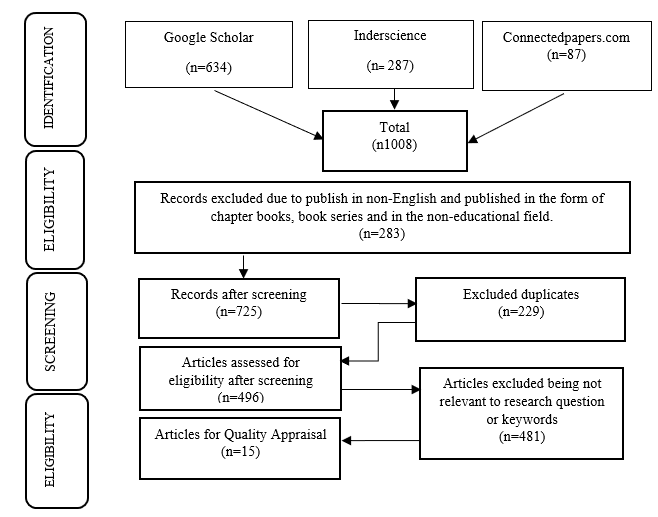 IDENTIFICATION
Google Scholar
(n=634)
Inderscience
(n= 287)
Connectedpapers.com
(n=87)
Total
(n1008)
ELIGIBILITY
Records excluded due to publish in non-English and published in the form of
chapter books, book series and in the non-educational field.
(n=283)
SCREENING
Records after screening
(n=725)
Excluded duplicates
(n=229)
Articles assessed for
eligibility after screening
(n=496)
ELIGIBILITY
Articles excluded being not
relevant to research question
or keywords
(n=481)
Articles for Quality Appraisal
(n=15)